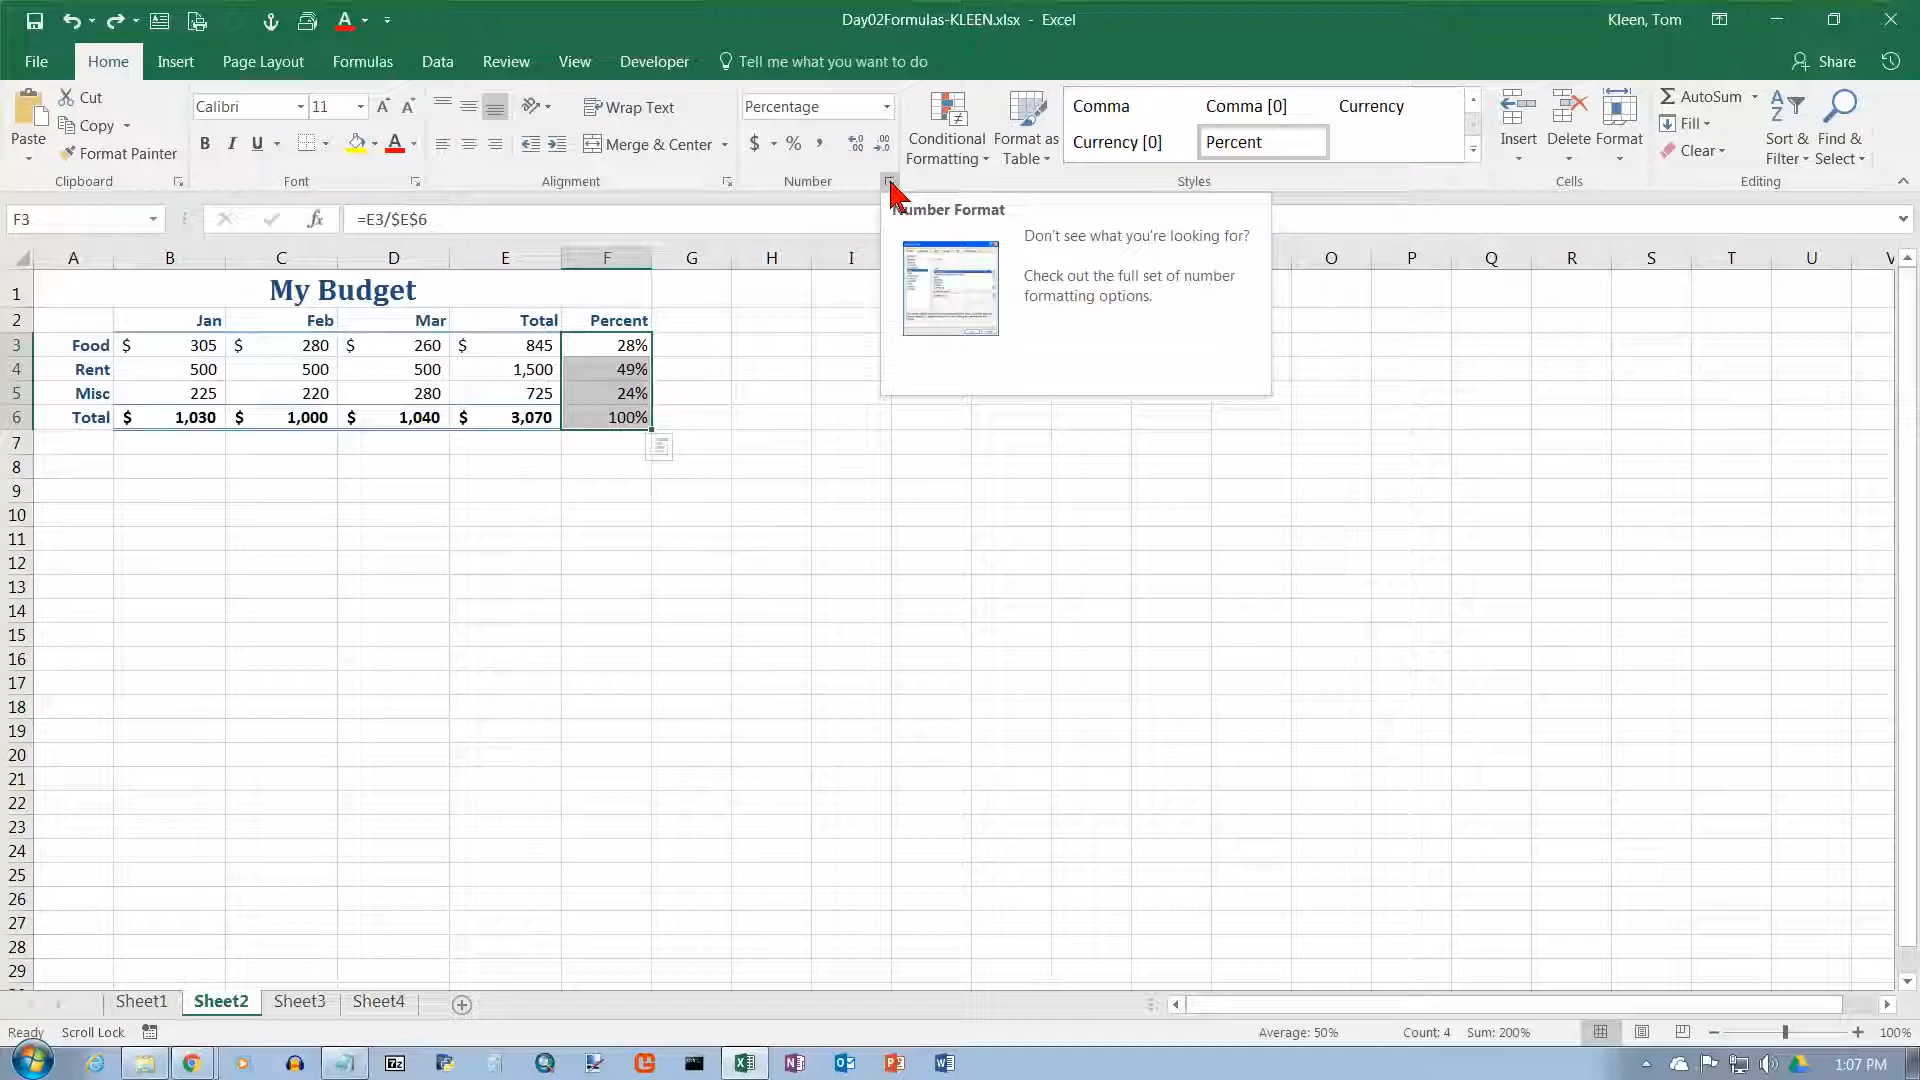 Day02Formulas-KLEEN.xlsx - Excel
Kleen, Tom
File Home Insert Page Layout Formulas Data Review View Developer Tell me what you want to do Share
Paste
Cut
Copy
Format Painter
Clipboard
Calibri 11
B I U
Font
Wrap Text
Merge & Center
Alignment
Percentage
$ % ,
Number
Conditional Formatting
Format as Table
Comma Comma [0] Currency
Currency [0] Percent
Styles
Insert Delete Format
Cells
AutoSum
Fill
Clear
Sort & Filter
Find & Select
Editing
F3 fx =E3/$E$6
Number Format
Don't see what you're looking for?
Check out the full set of number
formatting options.
A B C D E F G H I O P Q R S T U V
1 My Budget
2 Jan Feb Mar Total Percent
3 Food $ 305 $ 280 $ 260 $ 845 28%
4 Rent 500 500 500 1,500 49%
5 Misc 225 220 280 725 24%
6 Total $ 1,030 $ 1,000 $ 1,040 $ 3,070 100%
7
8
9
10
11
12
13
14
15
16
17
18
19
20
21
22
23
24
25
26
27
28
29
Sheet1 Sheet2 Sheet3 Sheet4
Ready Scroll Lock Average: 50% Count: 4 Sum: 200% 100%
1:07 PM